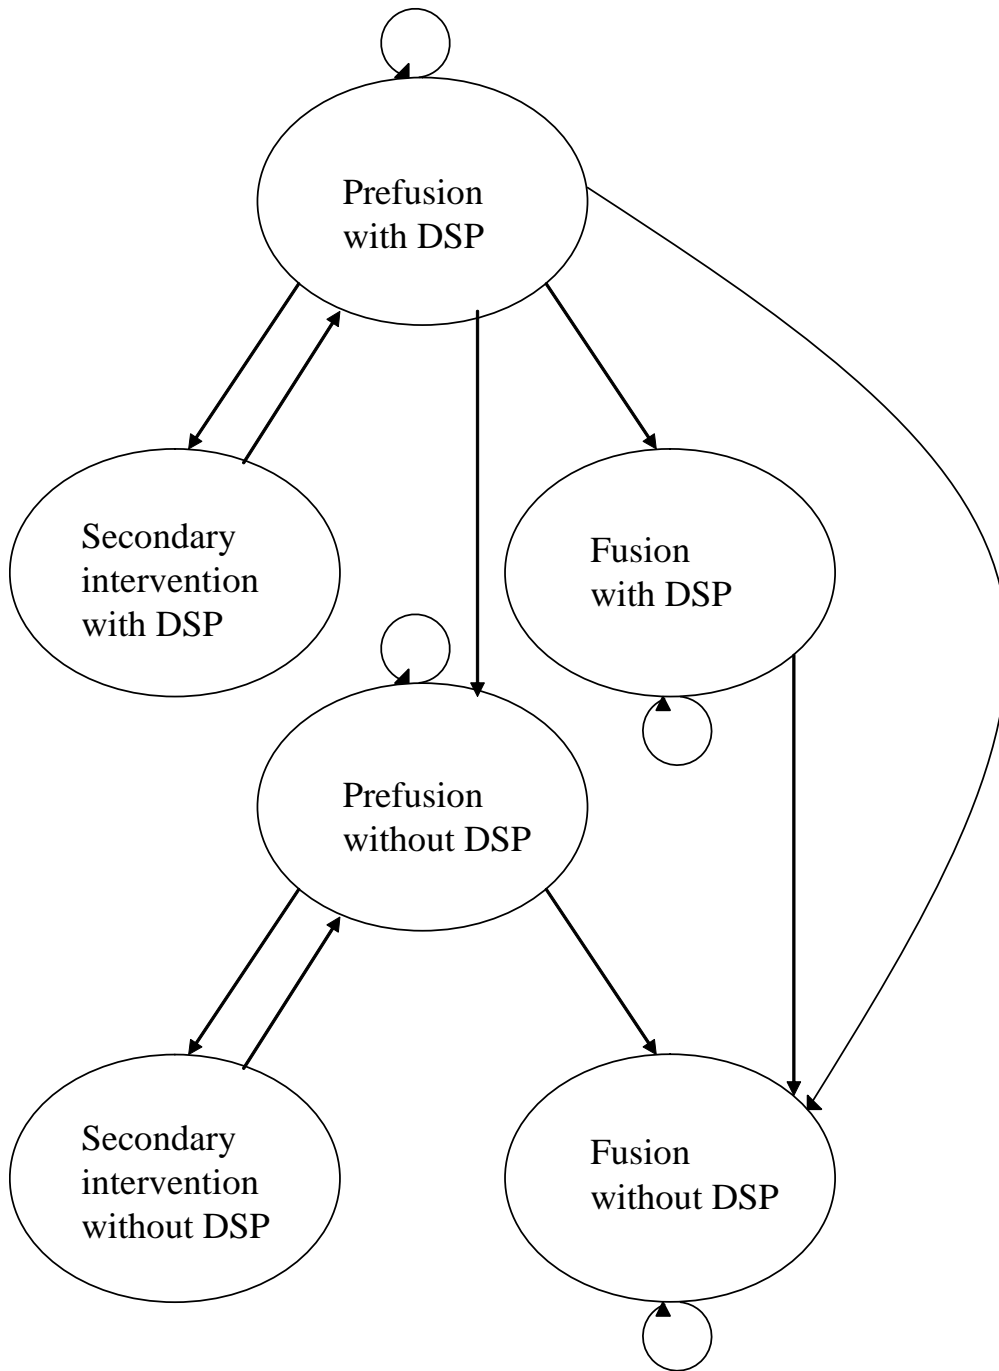 Prefusion
with DSP
Secondary
intervention
with DSP
Fusion
with DSP
Prefusion
without DSP
Secondary
intervention
without DSP
Fusion
without DSP